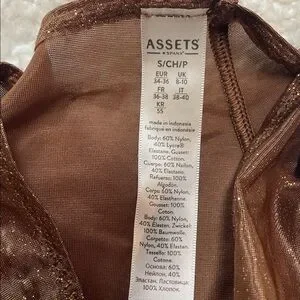 ASSETS
BY SPANX
S/CH/P
EUR UK
34-36 8-10
FR IT
36-38 38-40
KR
55
made in indonesia
fabriqué en indonésie
Body: 60% Nylon,
40% Lycra®
Elastane. Gusset:
100% Cotton.
Cuerpo: 60% Nailon,
40% Elastano.
Refuerzo: 100%
Algodón.
Corps: 60% Nylon,
40% Élasthanne.
Gousset: 100%
Coton.
Body: 60% Nylon,
40% Elastan, Zwickel:
100% Baumwolle.
Corpetto: 60%
Nylon, 40% Elastan.
Tassello: 100%
Cotone.
Основа: 60%
Нейлон, 40%
Эластан, Ластовица:
100% Хлопок.